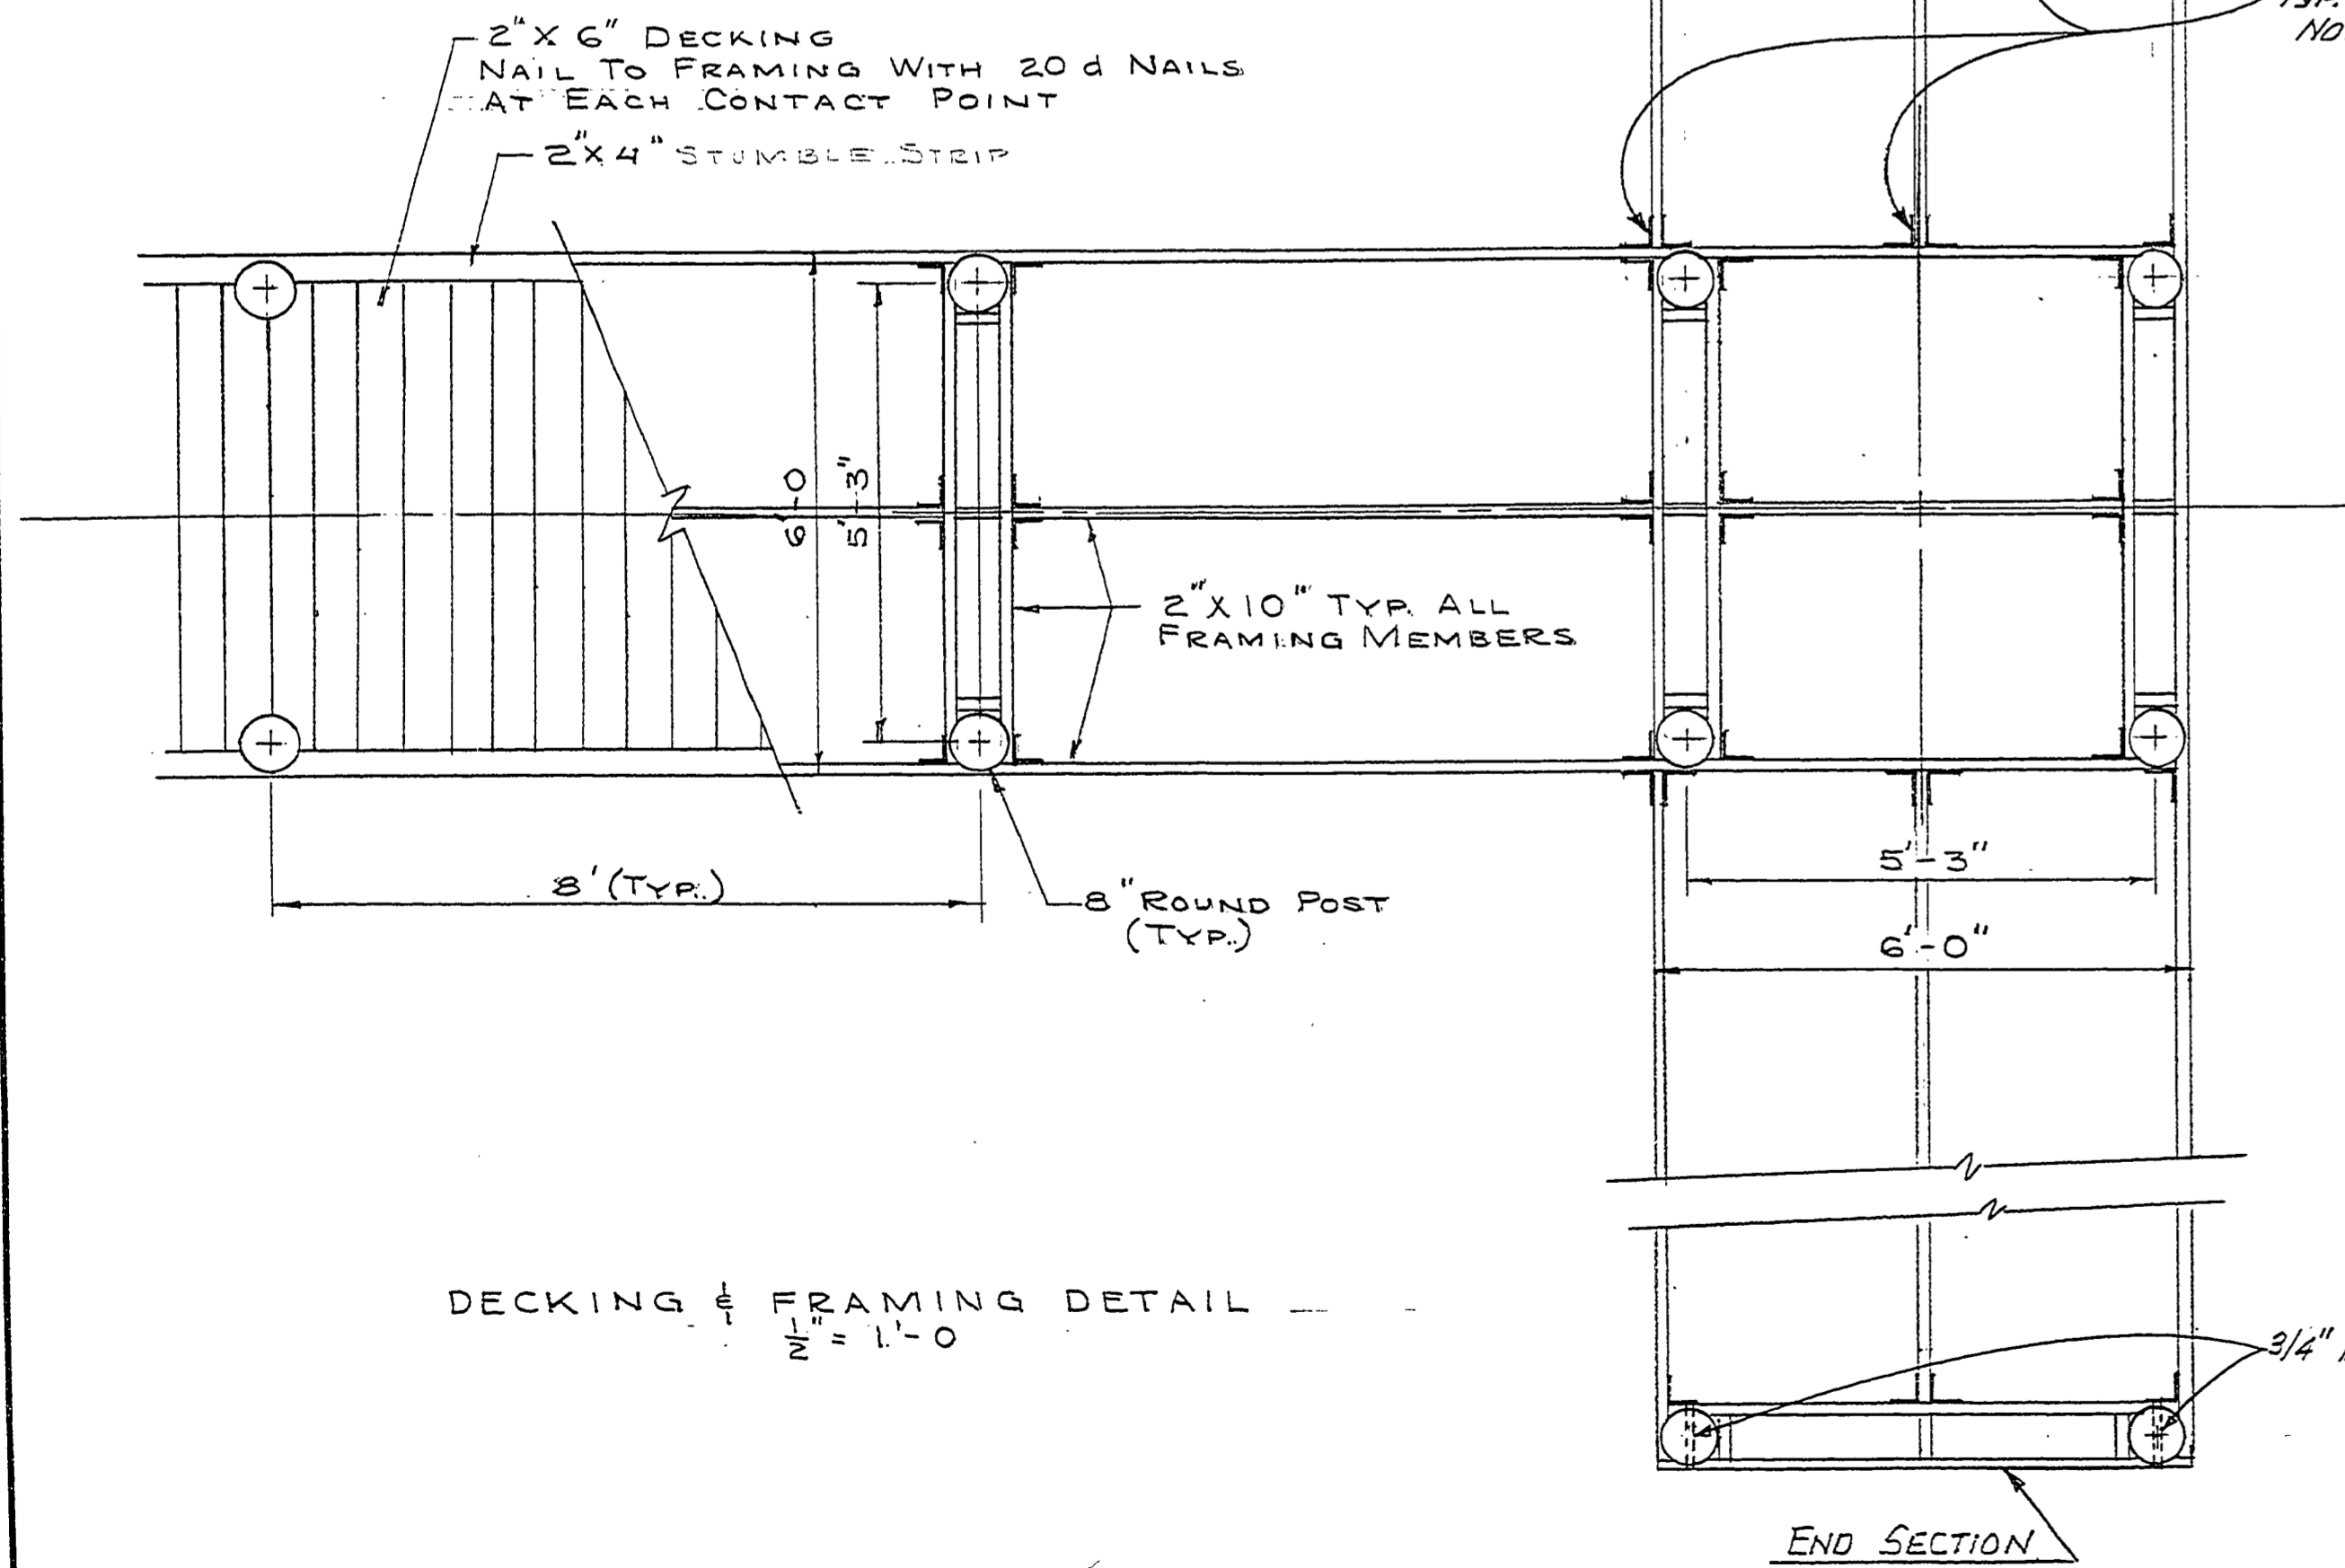 2" X 6" DECKING
NAIL TO FRAMING WITH 20 d NAILS
AT EACH CONTACT POINT
2" X 4" STUMBLE STRIP
TYP.
NO
6'-0
5'-3"
2" X 10" TYP. ALL
FRAMING MEMBERS
8' (TYP.)
8" ROUND POST
(TYP.)
5'-3"
6'-0"
DECKING & FRAMING DETAIL
1/2" = 1'-0
3/4"
END SECTION